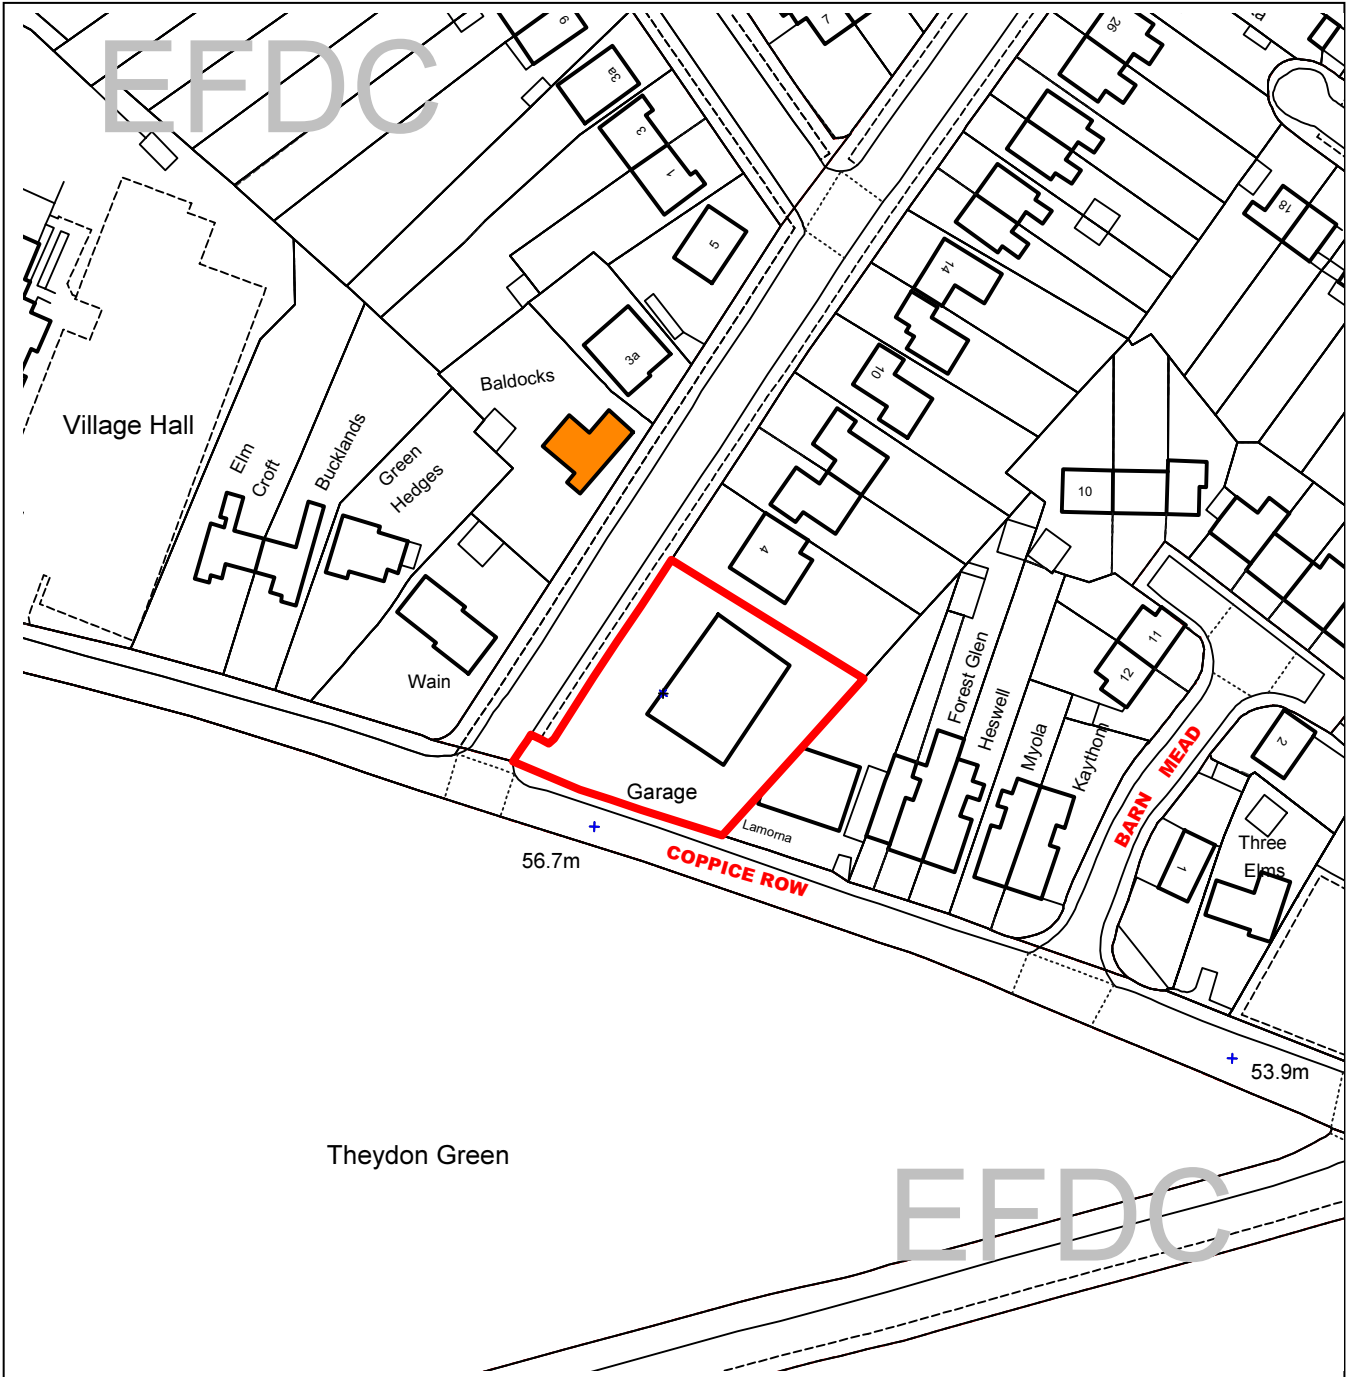 EFDC
6
3a
7
26
3
1
5
18
14
3a
10
Baldocks
Village Hall
Elm
Croft
Bucklands
Green
Hedges
10
4
11
12
Wain
Forest Glen
Heswell
Myola
Kaythom
BARN MEAD
2
Garage
Lamorna
56.7m
COPPICE ROW
1
Three
Elms
53.9m
Theydon Green
EFDC